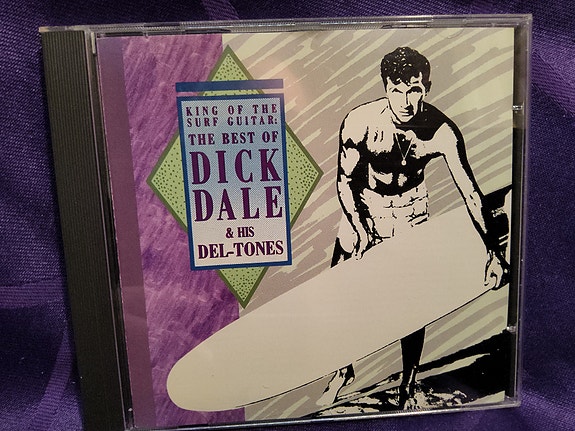 KING OF THE
SURF GUITAR:
THE BEST OF
DICK
DALE
& HIS
DEL-TONES